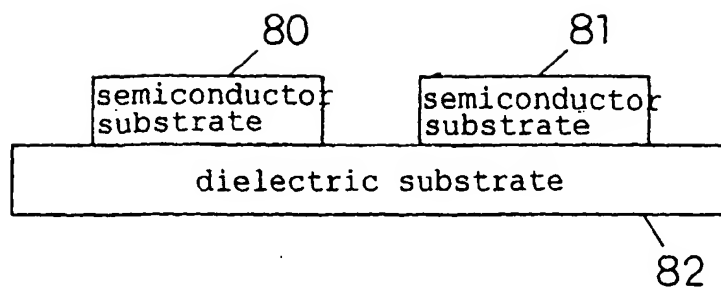 80
81
semiconductor
substrate
semiconductor
substrate
dielectric substrate
82